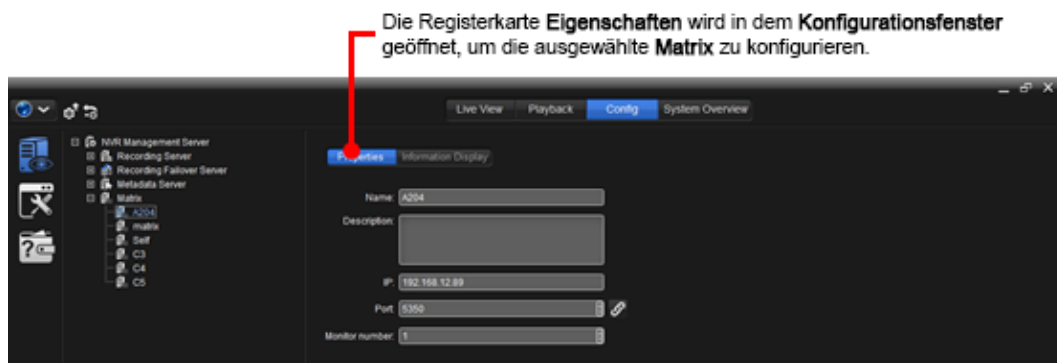 Die Registerkarte Eigenschaften wird in dem Konfigurationsfenster
geöffnet, um die ausgewählte Matrix zu konfigurieren.
Live View Playback Config System Overview
NVR Management Server
Recording Server
Recording Failover Server
Metadata Server
Matrix
A204
matrix
Self
C3
C4
C5
Properties Information Display
Name: A204
Description:
IP: 192.168.12.89
Port: 5350
Monitor number: 1